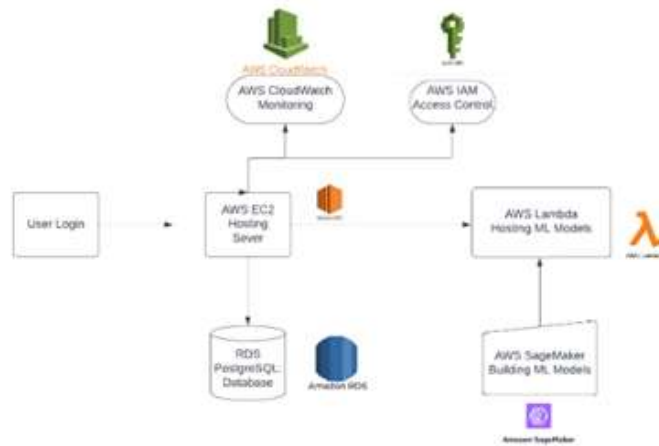 AWS CloudWatch
AWS CloudWatch
Monitoring
AWS IAM
Access Control
User Login
AWS EC2
Hosting
Sever
AWS Lambda
Hosting ML Models
RDS
PostgreSQL
Database
Amazon RDS
AWS SageMaker
Building ML Models
Amazon SageMaker